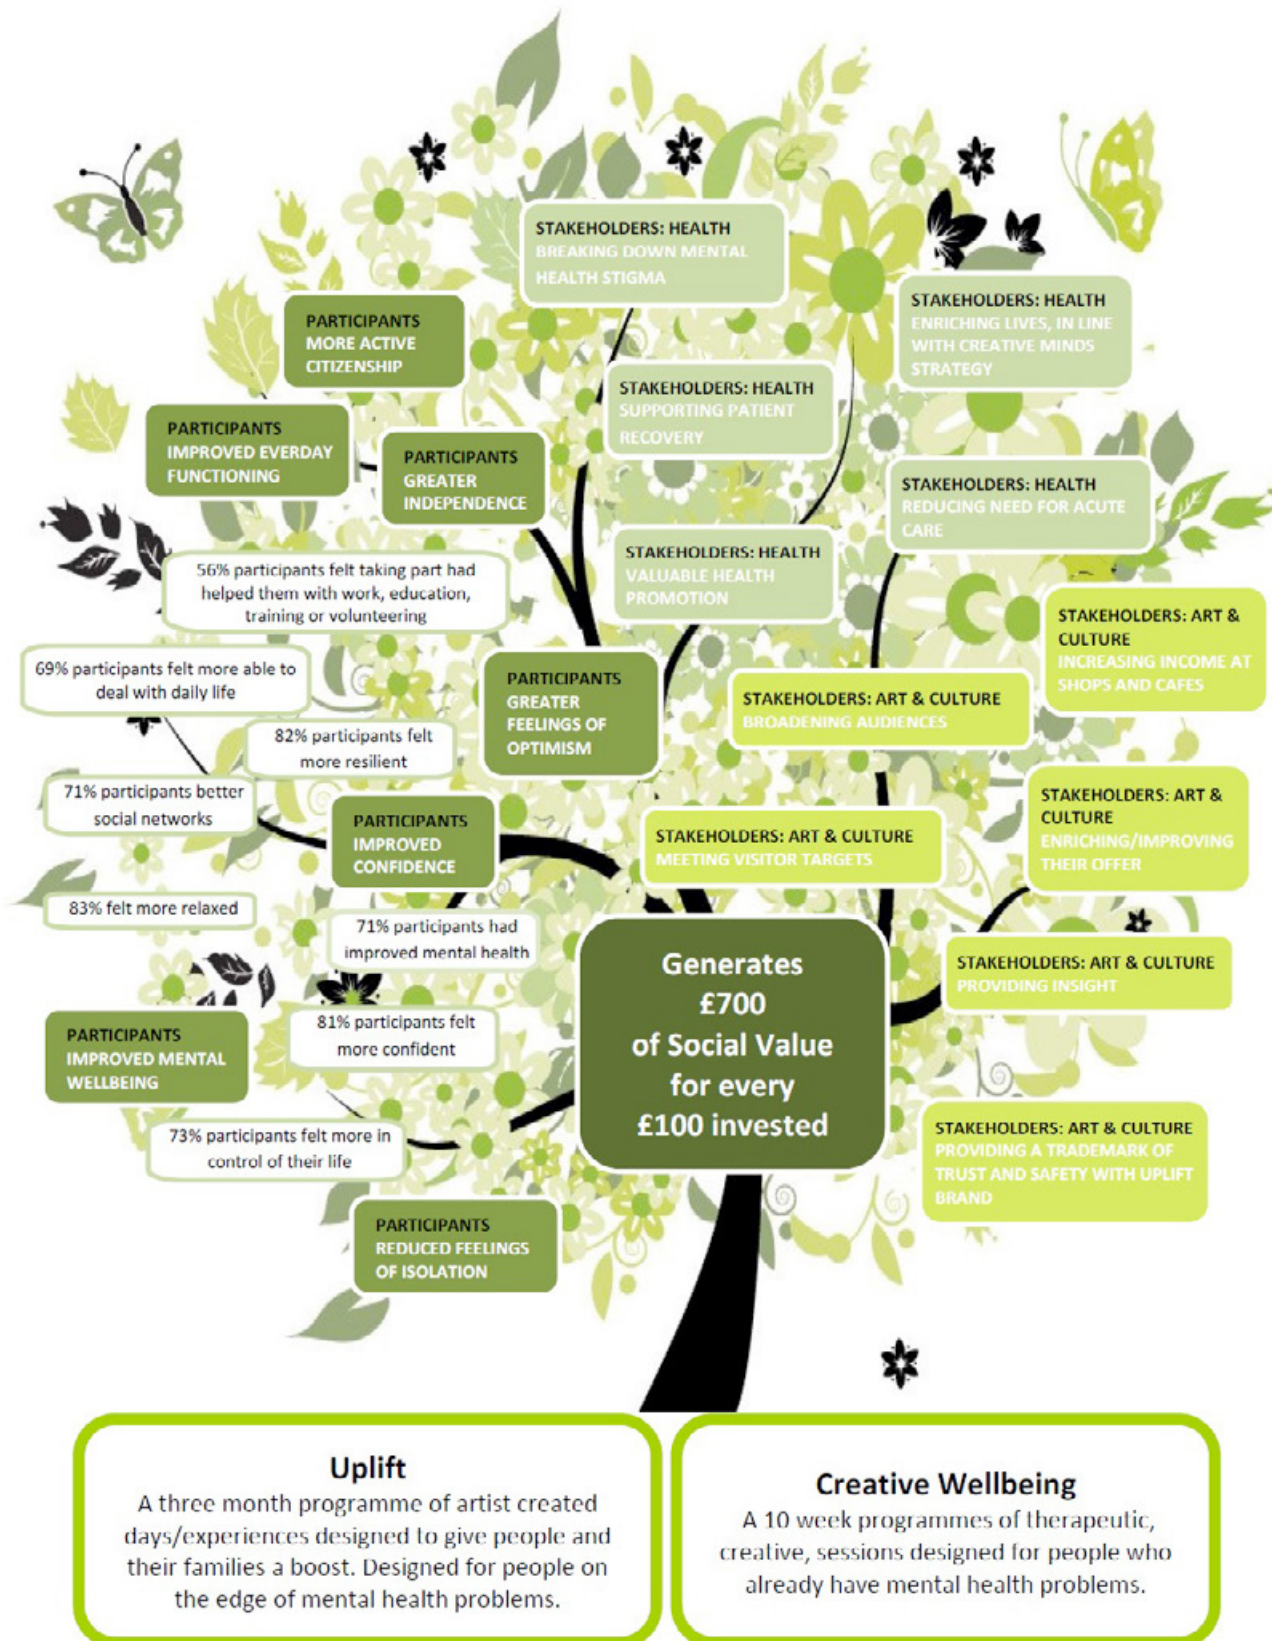 STAKEHOLDERS: HEALTH
BREAKING DOWN MENTAL
HEALTH STIGMA
STAKEHOLDERS: HEALTH
ENRICHING LIVES, IN LINE
WITH CREATIVE MINDS
STRATEGY
PARTICIPANTS
MORE ACTIVE
CITIZENSHIP
STAKEHOLDERS: HEALTH
SUPPORTING PATIENT
RECOVERY
PARTICIPANTS
IMPROVED EVERDAY
FUNCTIONING
PARTICIPANTS
GREATER
INDEPENDENCE
STAKEHOLDERS: HEALTH
REDUCING NEED FOR ACUTE
CARE
STAKEHOLDERS: HEALTH
VALUABLE HEALTH
PROMOTION
56% participants felt taking part had
helped them with work, education,
training or volunteering
STAKEHOLDERS: ART &
CULTURE
INCREASING INCOME AT
SHOPS AND CAFES
69% participants felt more able to
deal with daily life
PARTICIPANTS
GREATER
FEELINGS OF
OPTIMISM
STAKEHOLDERS: ART & CULTURE
BROADENING AUDIENCES
82% participants felt
more resilient
71% participants better
social networks
STAKEHOLDERS: ART &
CULTURE
ENRICHING/IMPROVING
THEIR OFFER
PARTICIPANTS
IMPROVED
CONFIDENCE
STAKEHOLDERS: ART & CULTURE
MEETING VISITOR TARGETS
83% felt more relaxed
71% participants had
improved mental health
Generates
£700
of Social Value
for every
£100 invested
STAKEHOLDERS: ART & CULTURE
PROVIDING INSIGHT
81% participants felt
more confident
PARTICIPANTS
IMPROVED MENTAL
WELLBEING
73% participants felt more in
control of their life
STAKEHOLDERS: ART & CULTURE
PROVIDING A TRADEMARK OF
TRUST AND SAFETY WITH UPLIFT
BRAND
PARTICIPANTS
REDUCED FEELINGS
OF ISOLATION
Uplift
A three month programme of artist created
days/experiences designed to give people and
their families a boost. Designed for people on
the edge of mental health problems.
Creative Wellbeing
A 10 week programmes of therapeutic,
creative, sessions designed for people who
already have mental health problems.